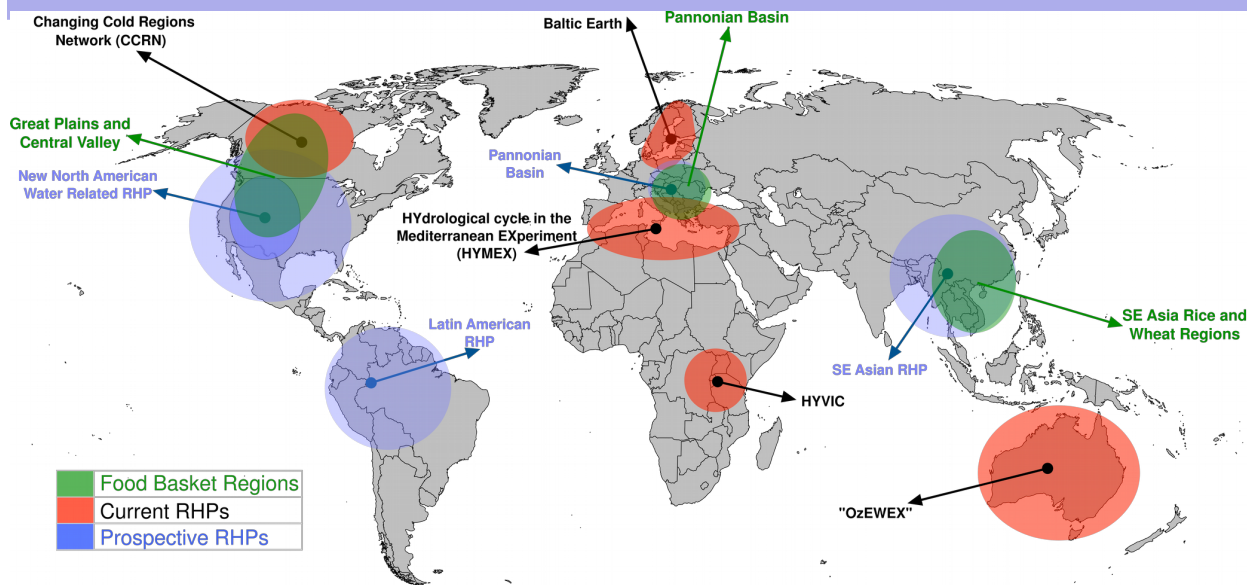 Changing Cold Regions
Network (CCRN)
Baltic Earth
Pannonian Basin
Great Plains and
Central Valley
New North American
Water Related RHP
Pannonian
Basin
HYdrological cycle in the
Mediterranean EXperiment
(HYMEX)
Latin American
RHP
SE Asia Rice and
Wheat Regions
SE Asian RHP
HYVIC
"OzEWEX"
Food Basket Regions
Current RHPs
Prospective RHPs